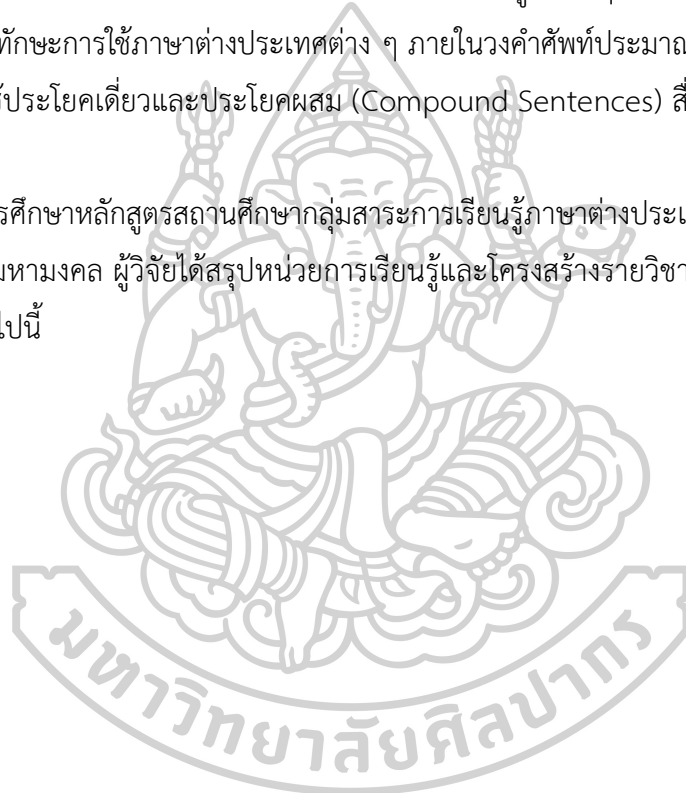 ทักษะการใช้ภาษาต่างประเทศต่าง ๆ ภายในวงคำศัพท์ประมาณ
ประโยคเดี่ยวและประโยคผสม (Compound Sentences)
ศึกษาหลักสูตรสถานศึกษากลุ่มสาระการเรียนรู้ภาษาต่างประเ
มหามงคล ผู้วิจัยได้สรุปหน่วยการเรียนรู้และโครงสร้างรายวิชา
ไปนี้
มหาวิทยาลัยศิลปากร